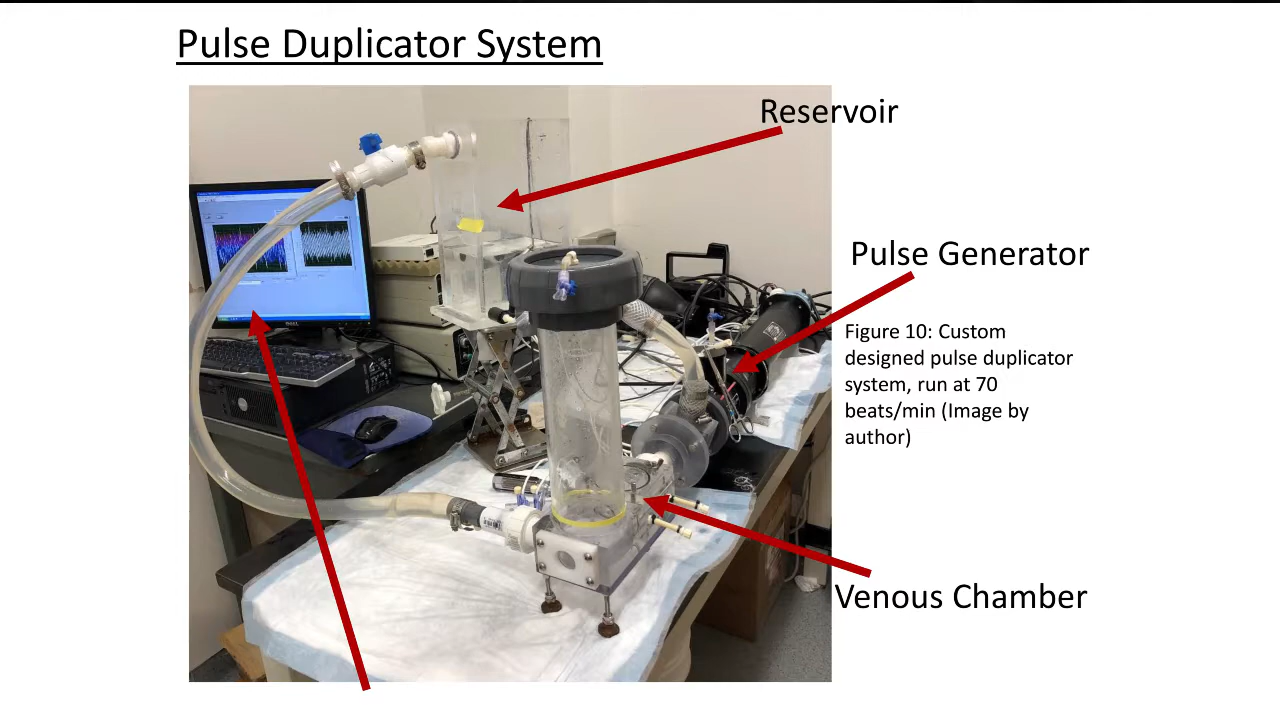 Pulse Duplicator System
Reservoir
Pulse Generator
Figure 10: Custom
designed pulse duplicator
system, run at 70
beats/min (Image by
author)
Venous Chamber